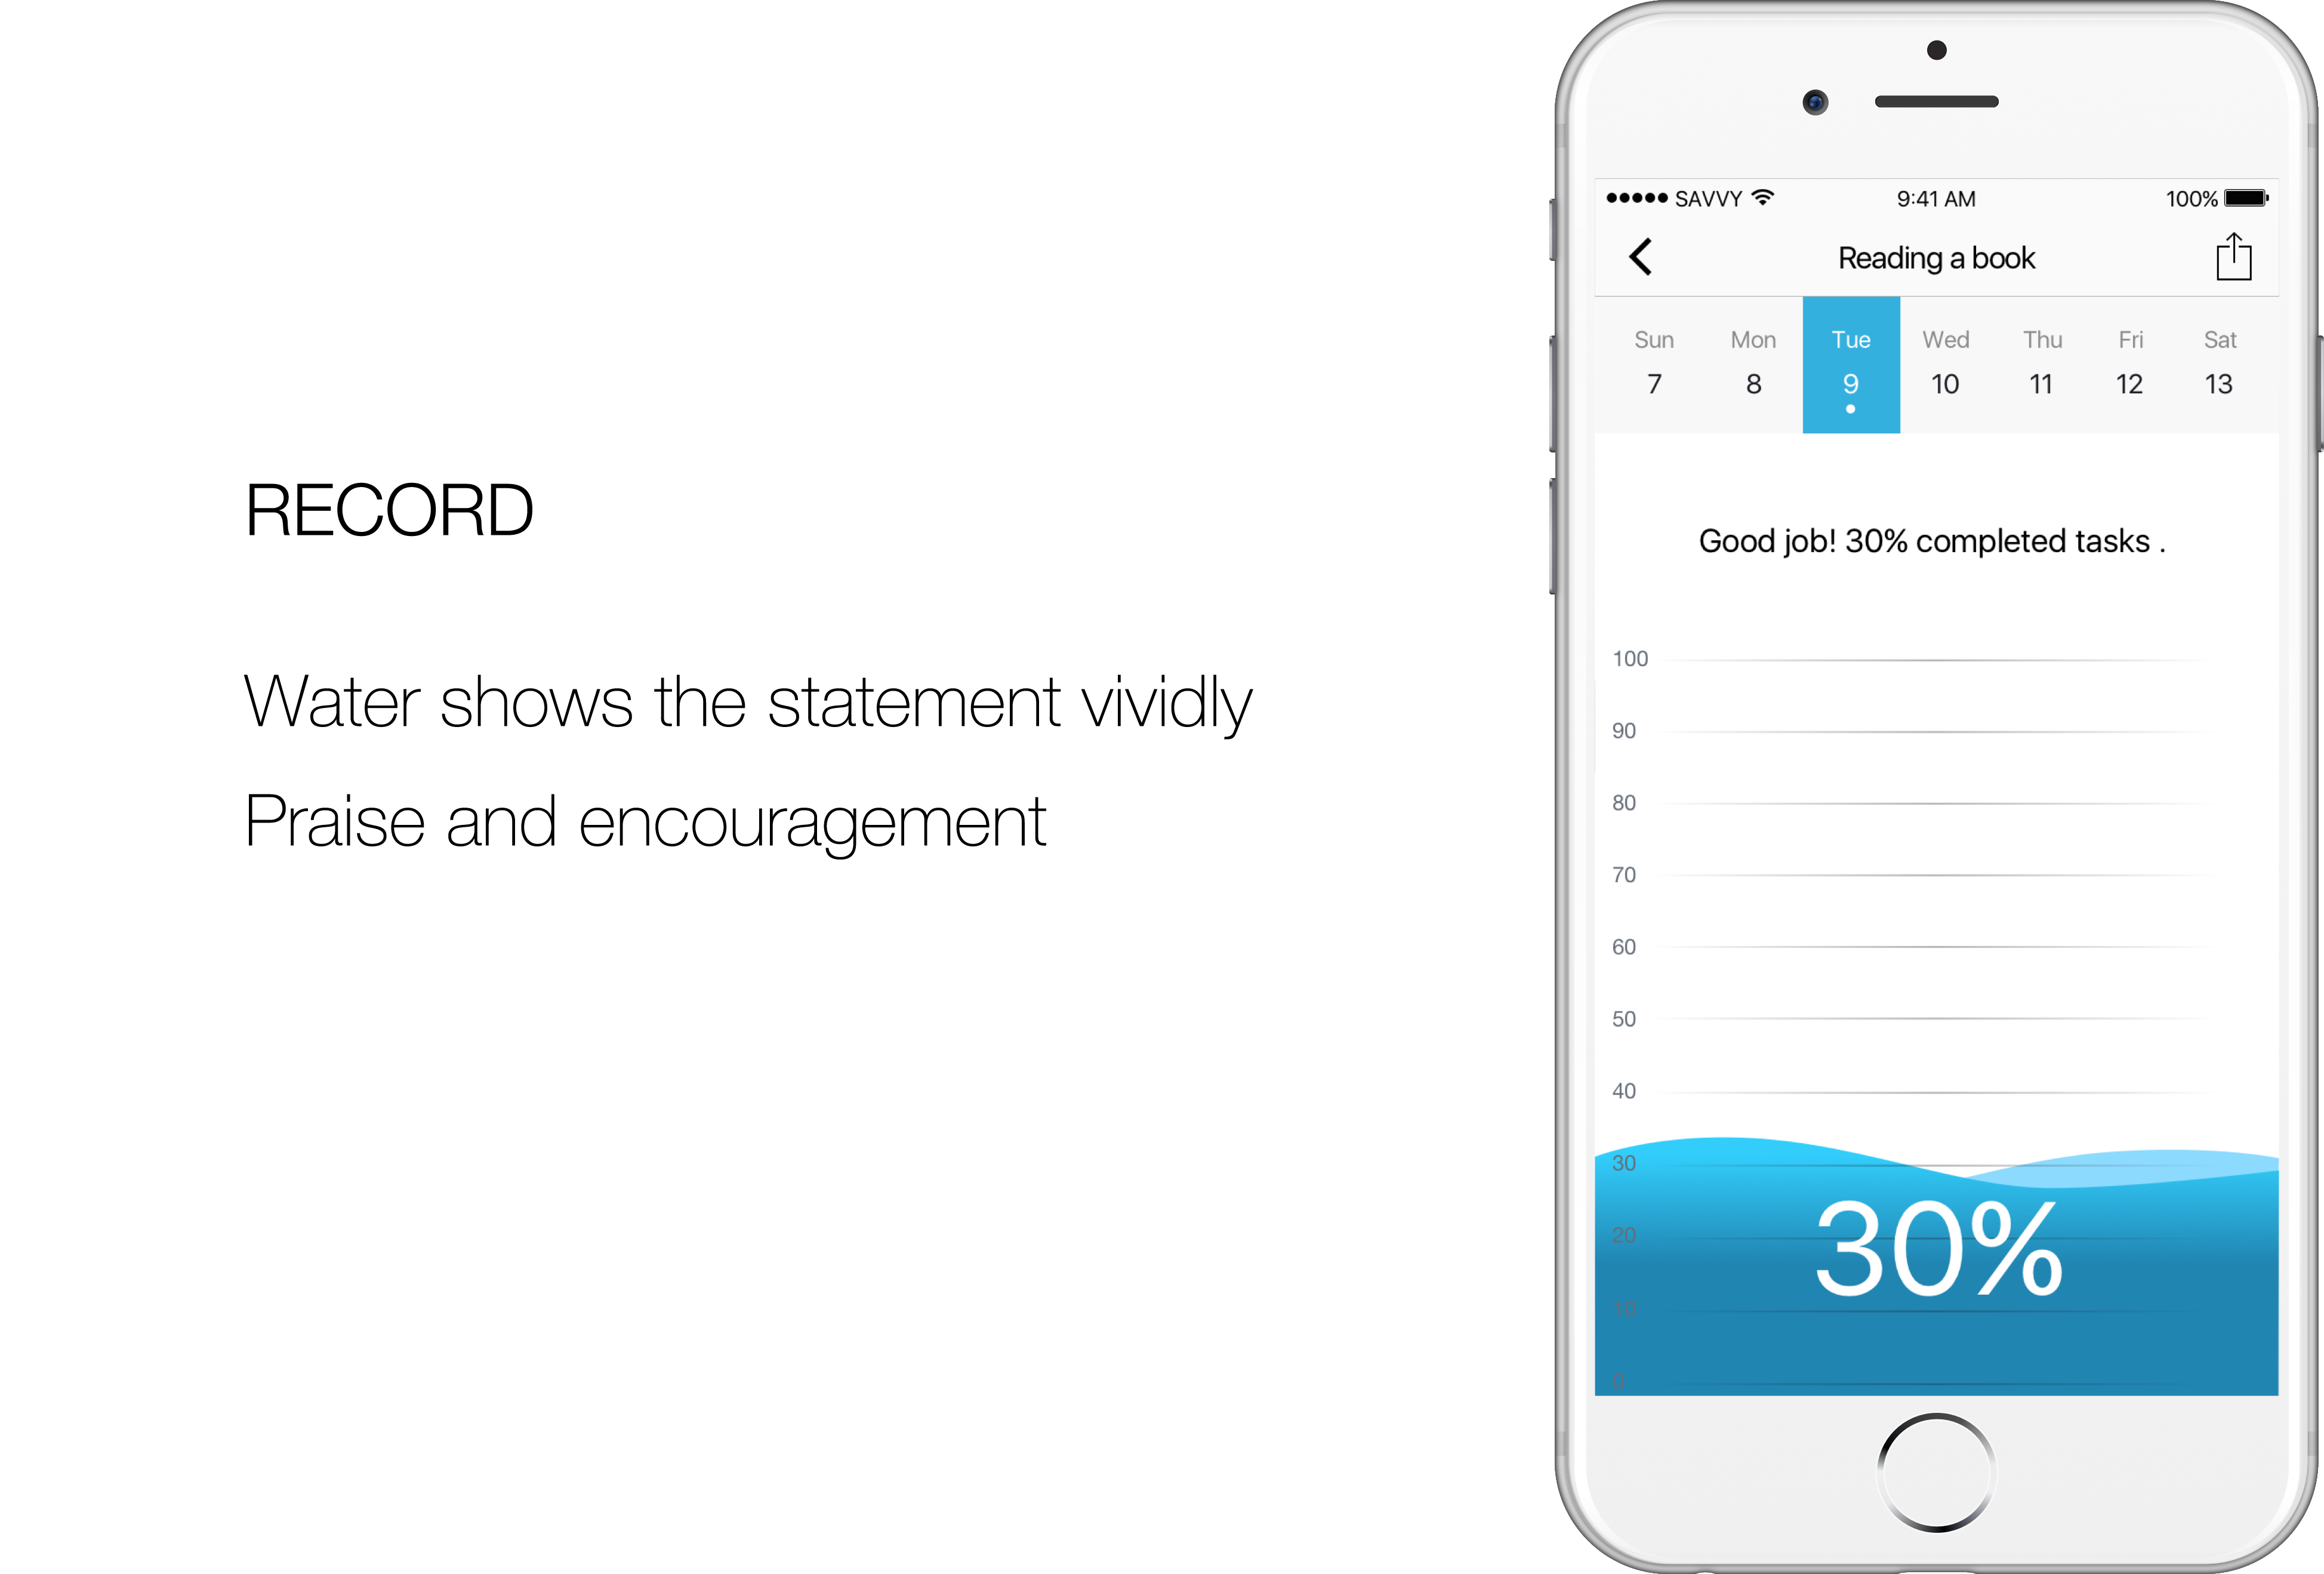 RECORD
Water shows the statement vividly
Praise and encouragement
SAVVY 9:41 AM 100%
Reading a book
Sun Mon Tue Wed Thu Fri Sat
7 8 9 10 11 12 13
Good job! 30% completed tasks .
100
90
80
70
60
50
40
30
20
30%
10
0